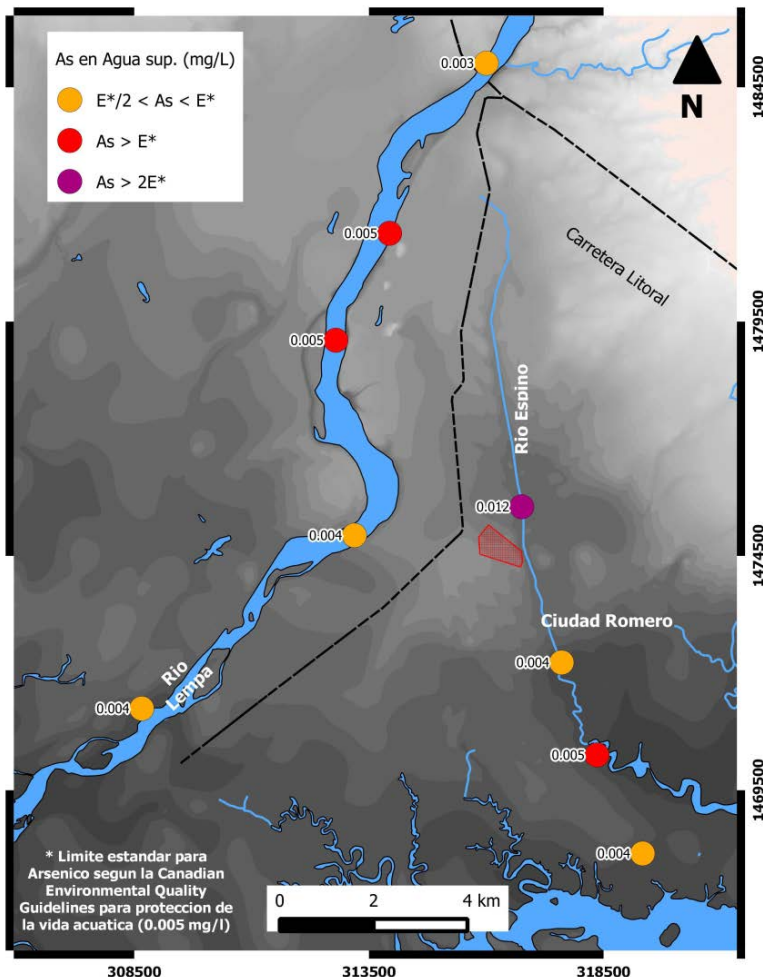 As en Agua sup. (mg/L)
E*/2 < As < E*
As > E*
As > 2E*
N
0.003
0.005
0.005
0.004
0.004
0.012
0.004
0.005
0.004
Carretera Litoral
Rio Espino
Ciudad Romero
Rio
Lempa
1484500
1479500
1474500
1469500
* Limite estandar para
Arsenico segun la Canadian
Environmental Quality
Guidelines para proteccion de
la vida acuatica (0.005 mg/l)
0 2 4 km
308500 313500 318500